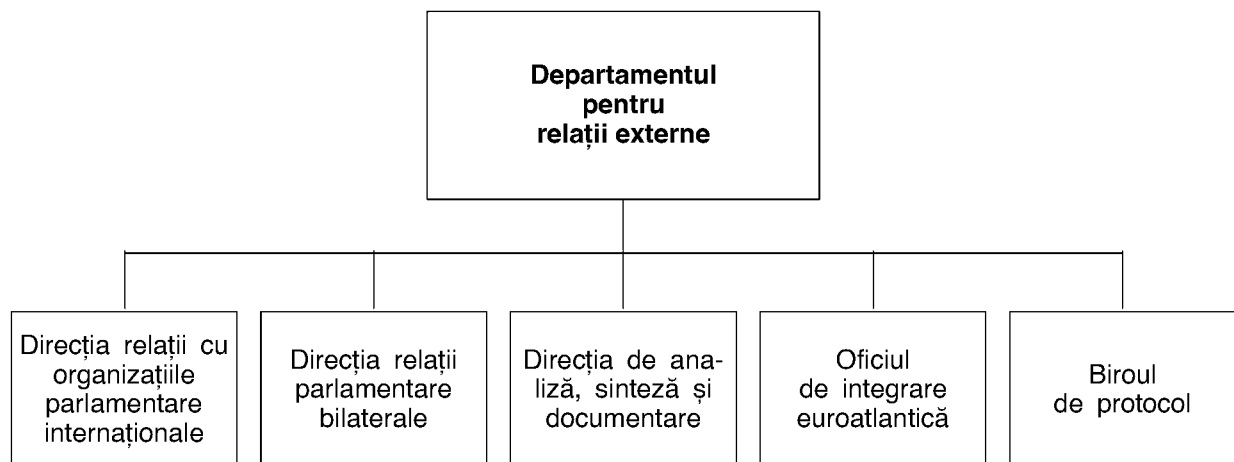 Departamentul
pentru
relații externe
Direcția relații cu
organizațiile
parlamentare
internaționale
Direcția relații
parlamentare
bilaterale
Direcția de ana-
liză, sinteză și
documentare
Oficiul
de integrare
euroatlantică
Biroul
de protocol